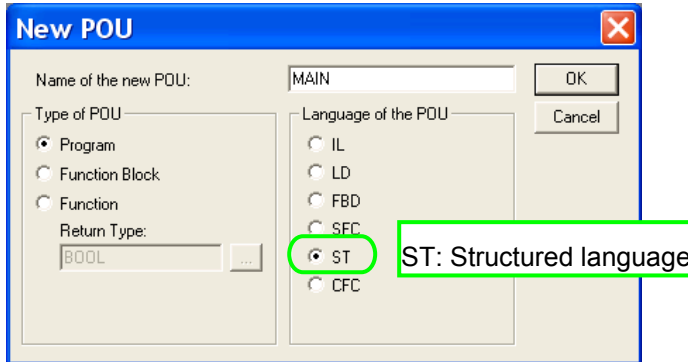 New POU
Name of the new POU:
MAIN
OK
Cancel
Type of POU
Program
Function Block
Function
Return Type:
BOOL
...
Language of the POU
IL
LD
FBD
SFC
ST
CFC
ST: Structured language